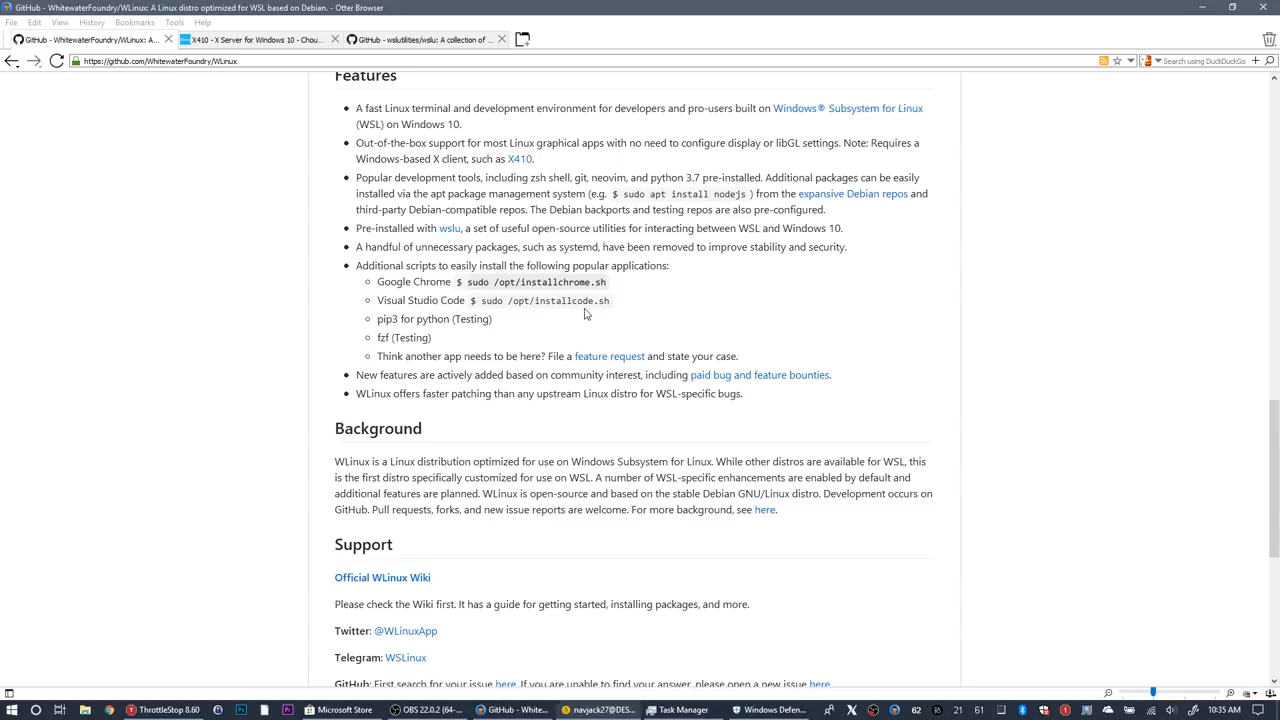 GitHub - WhitewaterFoundry/WLinux: A Linux distro optimized for WSL based on Debian. - Otter Browser
File Edit View History Bookmarks Tools Help
GitHub - WhitewaterFoundry/WLinux: A...
X410 - X Server for Windows 10 - Chou...
GitHub - wslutilities/wslu: A collection of ...
https://github.com/WhitewaterFoundry/WLinux
Search using DuckDuckGo
Features
A fast Linux terminal and development environment for developers and pro-users built on Windows® Subsystem for Linux
(WSL) on Windows 10.
Out-of-the-box support for most Linux graphical apps with no need to configure display or libGL settings. Note: Requires a
Windows-based X client, such as X410.
Popular development tools, including zsh shell, git, neovim, and python 3.7 pre-installed. Additional packages can be easily
installed via the apt package management system (e.g. $ sudo apt install nodejs ) from the expansive Debian repos and
third-party Debian-compatible repos. The Debian backports and testing repos are also pre-configured.
Pre-installed with wslu, a set of useful open-source utilities for interacting between WSL and Windows 10.
A handful of unnecessary packages, such as systemd, have been removed to improve stability and security.
Additional scripts to easily install the following popular applications:
Google Chrome $ sudo /opt/installchrome.sh
Visual Studio Code $ sudo /opt/installcode.sh
pip3 for python (Testing)
fzf (Testing)
Think another app needs to be here? File a feature request and state your case.
New features are actively added based on community interest, including paid bug and feature bounties.
WLinux offers faster patching than any upstream Linux distro for WSL-specific bugs.
Background
WLinux is a Linux distribution optimized for use on Windows Subsystem for Linux. While other distros are available for WSL, this
is the first distro specifically customized for use on WSL. A number of WSL-specific enhancements are enabled by default and
additional features are planned. WLinux is open-source and based on the stable Debian GNU/Linux distro. Development occurs on
GitHub. Pull requests, forks, and new issue reports are welcome. For more background, see here.
Support
Official WLinux Wiki
Please check the Wiki first. It has a guide for getting started, installing packages, and more.
Twitter: @WLinuxApp
Telegram: WSLinux
GitHub: First search for your issue here. If you are unable to find your answer, please open a new issue here.
ThrottleStop 8.60
Microsoft Store
OBS 22.0.2 (64-...
GitHub - White...
navjack27@DES...
Task Manager
Windows Defen...
62
21
61
10:35 AM